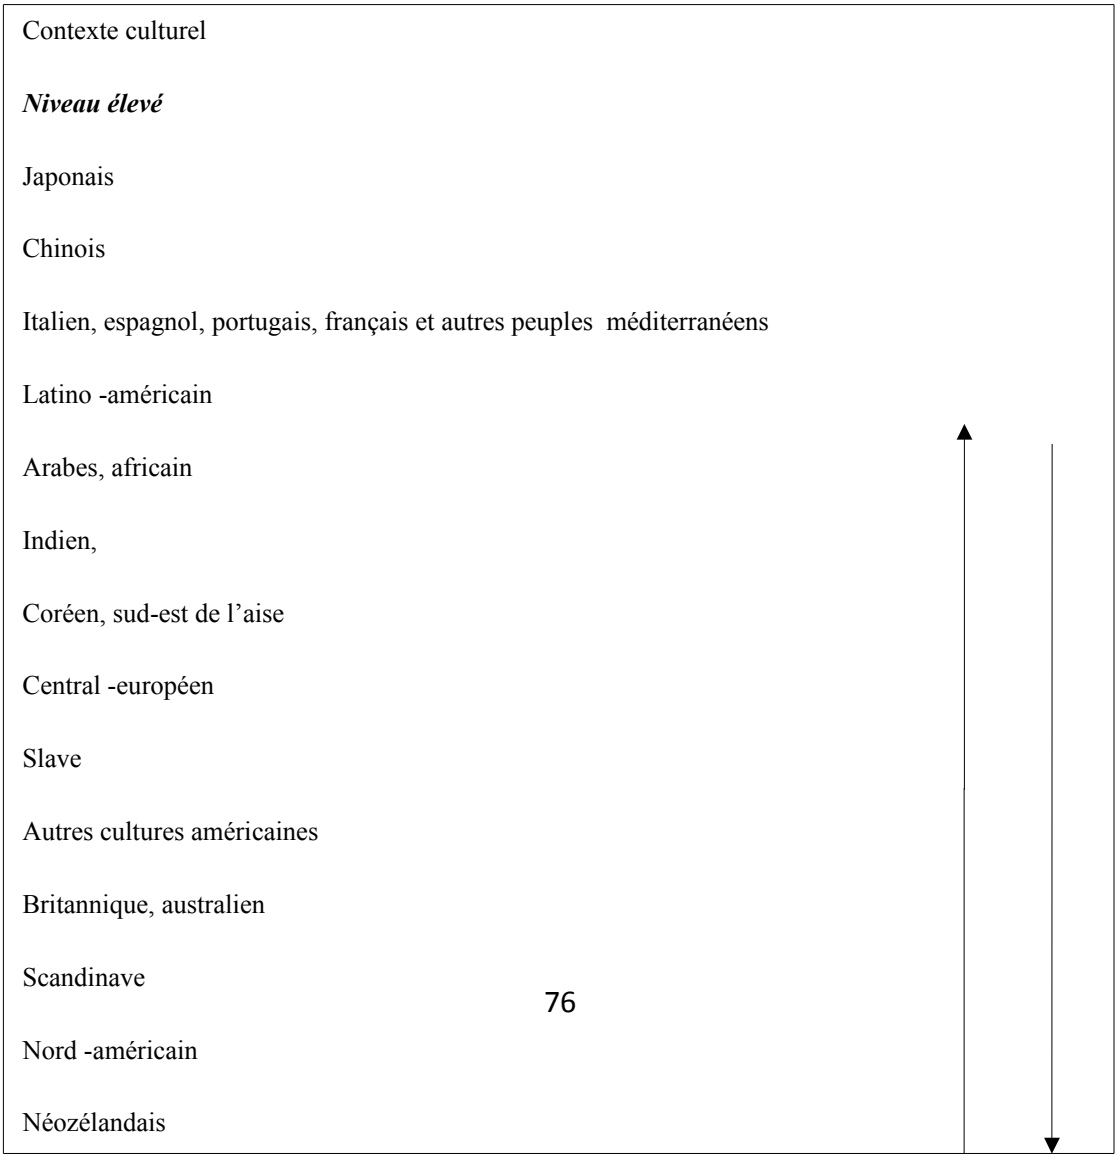 Contexte culturel
Niveau élevé
Japonais
Chinois
Italien, espagnol, portugais, français et autres peuples  méditerranéens
Latino -américain
Arabes, africain
Indien,
Coréen, sud-est de l’aise
Central -européen
Slave
Autres cultures américaines
Britannique, australien
Scandinave
76
Nord -américain
Néozélandais